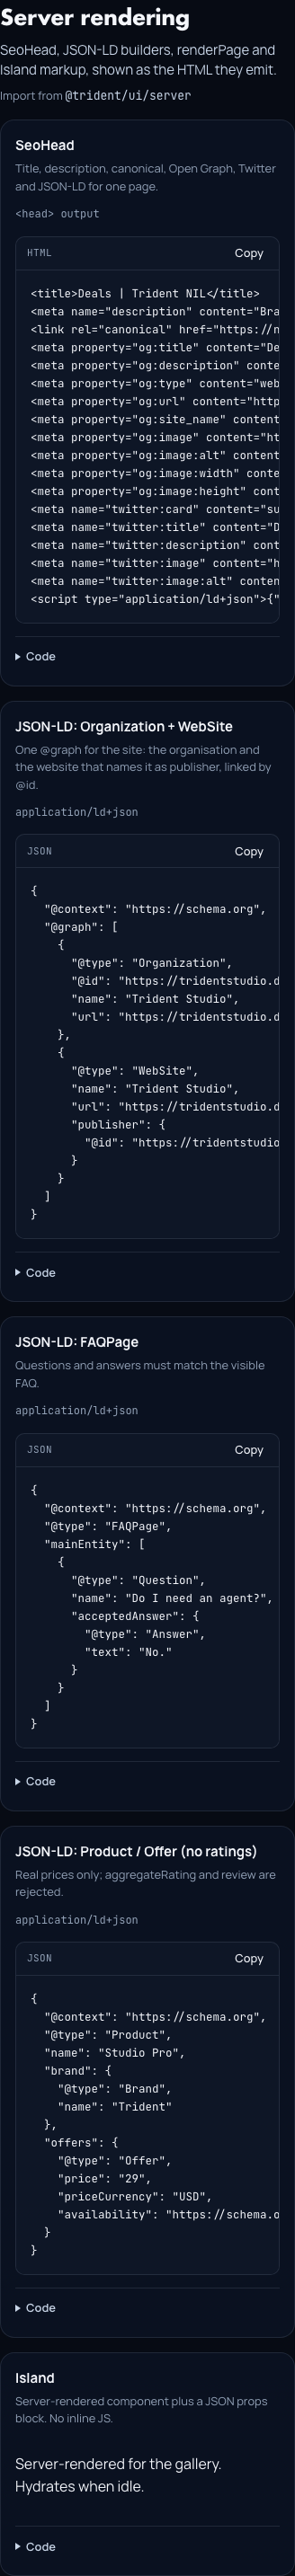 Server rendering
SeoHead, JSON-LD builders, renderPage and
Island markup, shown as the HTML they emit.
Import from @trident/ui/server
SeoHead
Title, description, canonical, Open Graph, Twitter
and JSON-LD for one page.
<head> output
HTML Copy
<title>Deals | Trident NIL</title>
<meta name="description" content="Bra
<link rel="canonical" href="https://n
<meta property="og:title" content="De
<meta property="og:description" conte
<meta property="og:type" content="web
<meta property="og:url" content="http
<meta property="og:site_name" content
<meta property="og:image" content="ht
<meta property="og:image:alt" content
<meta property="og:image:width" conte
<meta property="og:image:height" cont
<meta name="twitter:card" content="su
<meta name="twitter:title" content="D
<meta name="twitter:description" cont
<meta name="twitter:image" content="h
<meta name="twitter:image:alt" conten
<script type="application/ld+json">{"
Code
JSON-LD: Organization + WebSite
One @graph for the site: the organisation and
the website that names it as publisher, linked by
@id.
application/ld+json
JSON Copy
{
"@context": "https://schema.org",
"@graph": [
{
"@type": "Organization",
"@id": "https://tridentstudio.d
"name": "Trident Studio",
"url": "https://tridentstudio.d
},
{
"@type": "WebSite",
"name": "Trident Studio",
"url": "https://tridentstudio.d
"publisher": {
"@id": "https://tridentstudio
}
}
]
}
Code
JSON-LD: FAQPage
Questions and answers must match the visible
FAQ.
application/ld+json
JSON Copy
{
"@context": "https://schema.org",
"@type": "FAQPage",
"mainEntity": [
{
"@type": "Question",
"name": "Do I need an agent?",
"acceptedAnswer": {
"@type": "Answer",
"text": "No."
}
}
]
}
Code
JSON-LD: Product / Offer (no ratings)
Real prices only; aggregateRating and review are
rejected.
application/ld+json
JSON Copy
{
"@context": "https://schema.org",
"@type": "Product",
"name": "Studio Pro",
"brand": {
"@type": "Brand",
"name": "Trident"
},
"offers": {
"@type": "Offer",
"price": "29",
"priceCurrency": "USD",
"availability": "https://schema.o
}
}
Code
Island
Server-rendered component plus a JSON props
block. No inline JS.
Server-rendered for the gallery.
Hydrates when idle.
Code